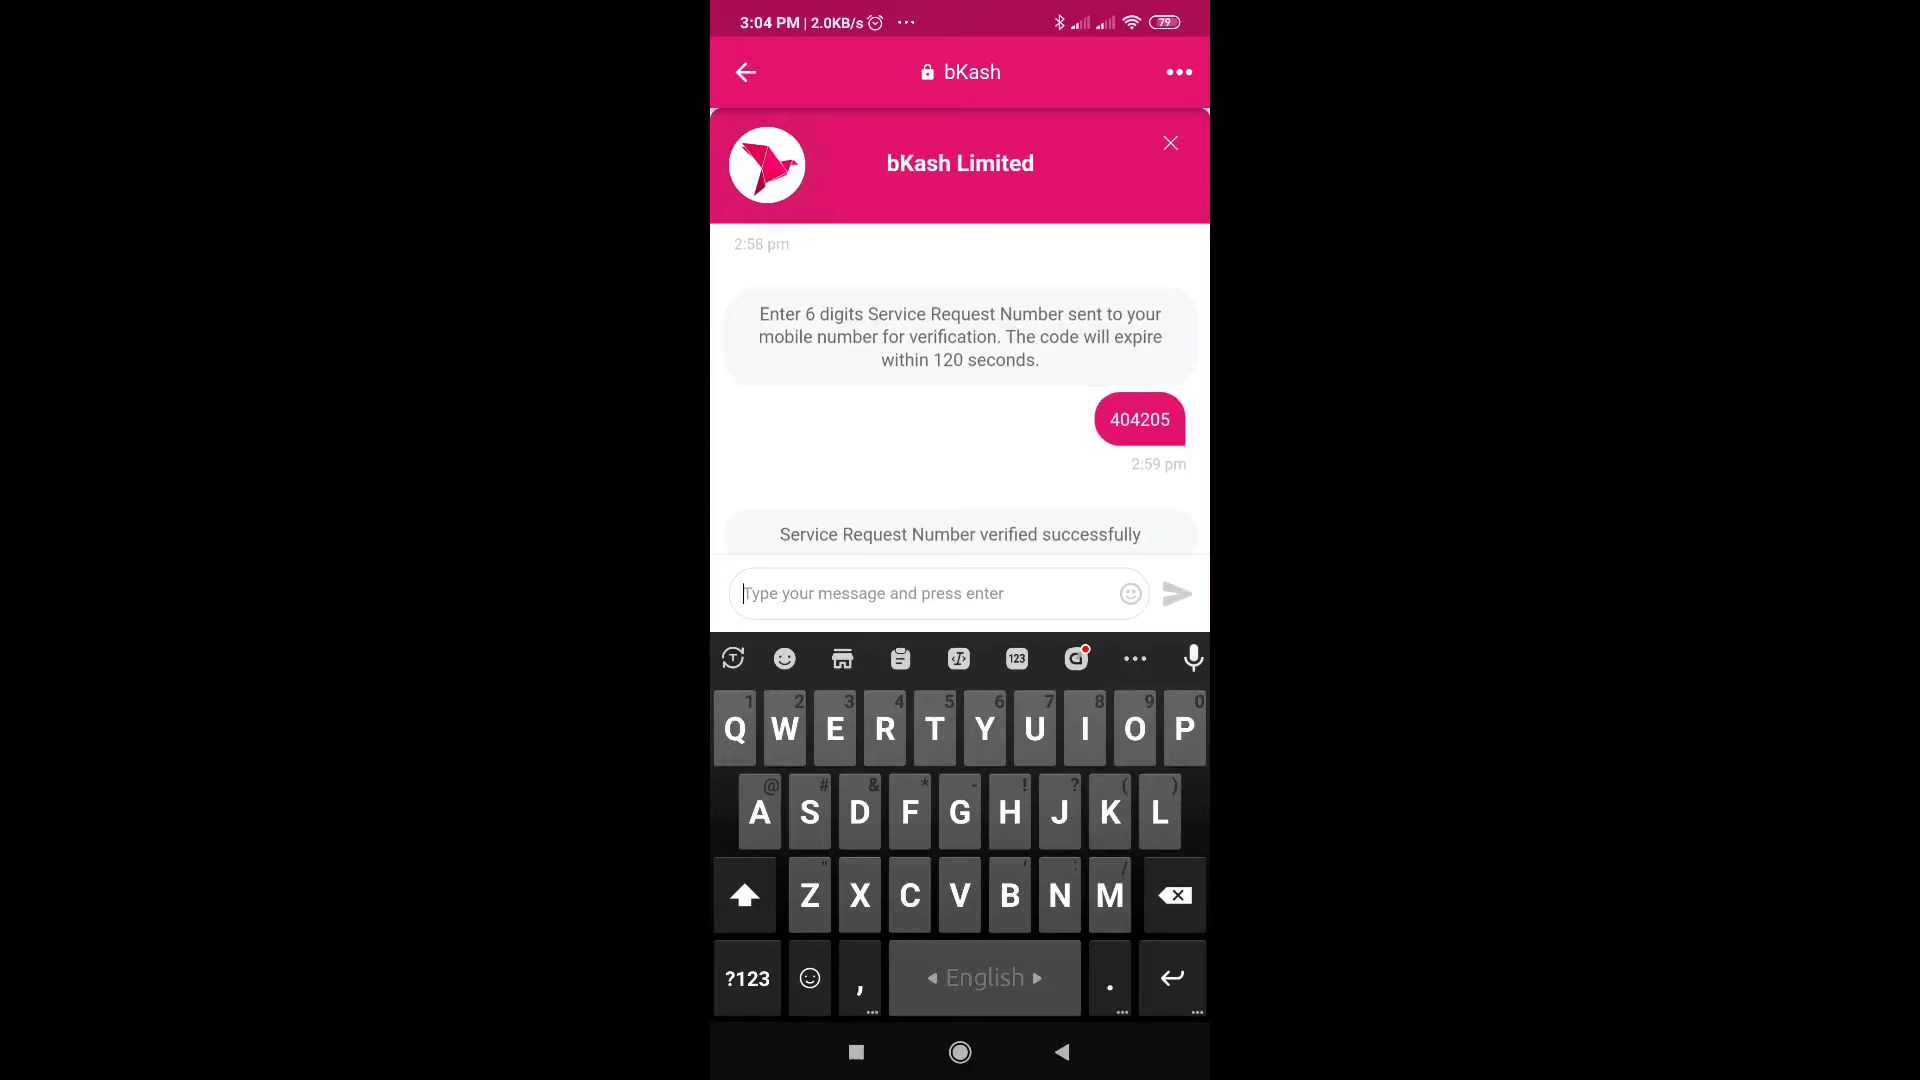 3:04 PM | 2.0KB/s ... 79
bKash
bKash Limited
2:58 pm
Enter 6 digits Service Request Number sent to your
mobile number for verification. The code will expire
within 120 seconds.
404205
2:59 pm
Service Request Number verified successfully
Type your message and press enter
T 123 ...
1 2 3 4 5 6 7 8 9 0
Q W E R T Y U I O P
@ # & * - ! ? ( )
A S D F G H J K L
" ' : /
Z X C V B N M
?123 , English .